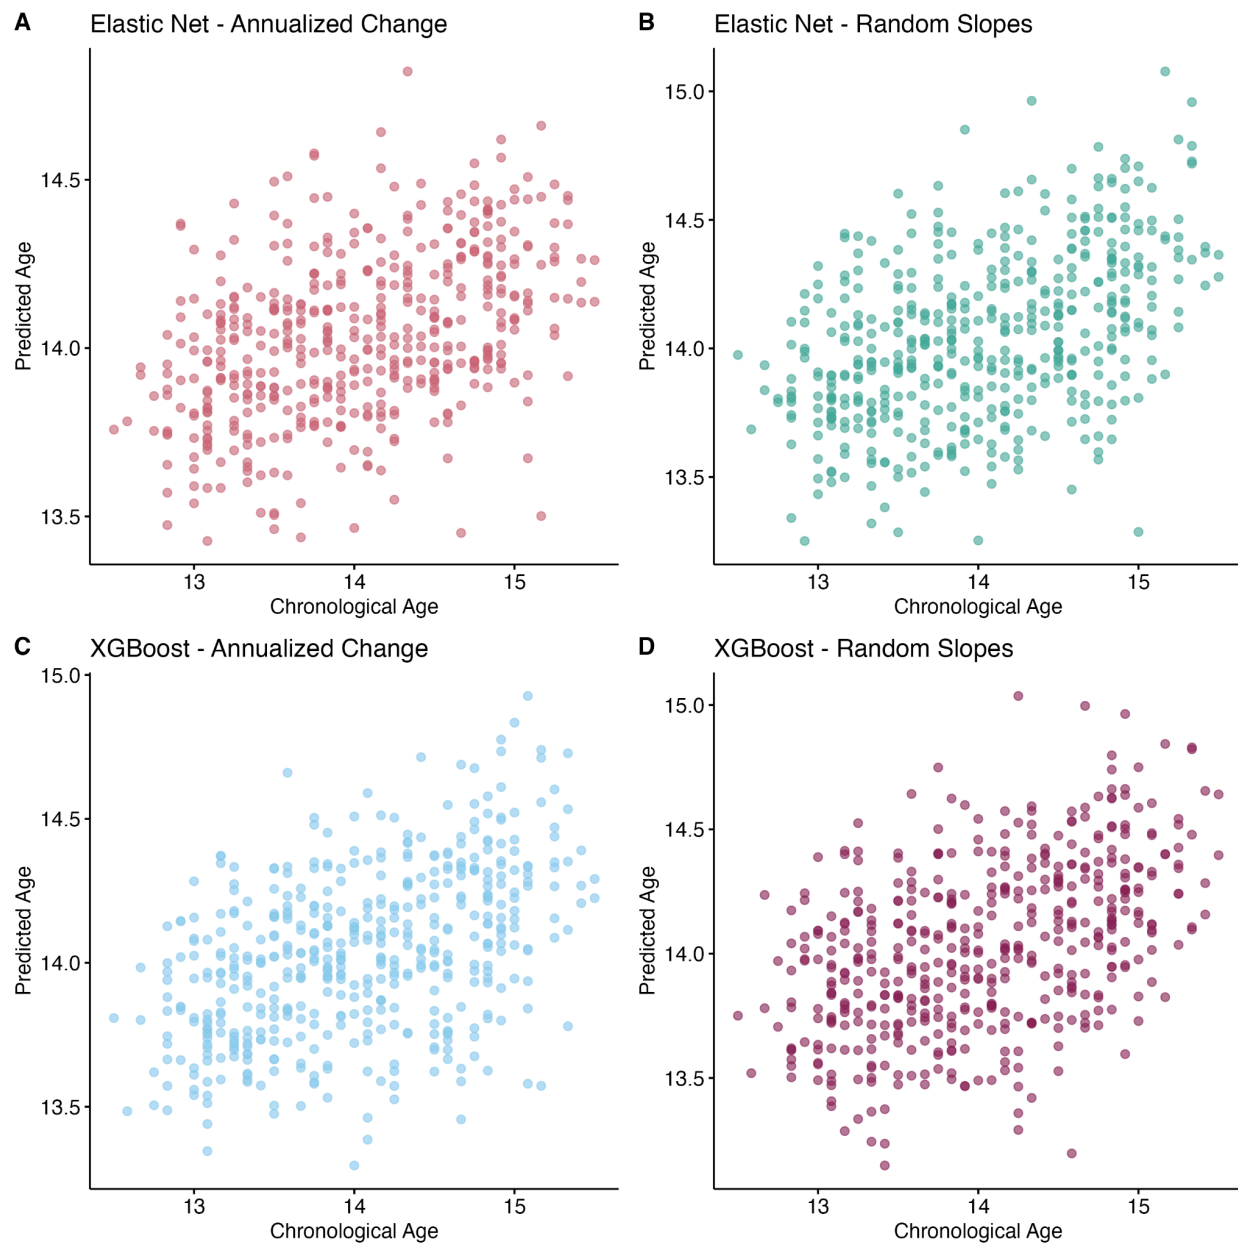 A Elastic Net - Annualized Change
14.5
14.0
13.5
Predicted Age
13 14 15
Chronological Age
B Elastic Net - Random Slopes
15.0
14.5
14.0
13.5
Predicted Age
13 14 15
Chronological Age
C XGBoost - Annualized Change
15.0
14.5
14.0
13.5
Predicted Age
13 14 15
Chronological Age
D XGBoost - Random Slopes
15.0
14.5
14.0
13.5
Predicted Age
13 14 15
Chronological Age